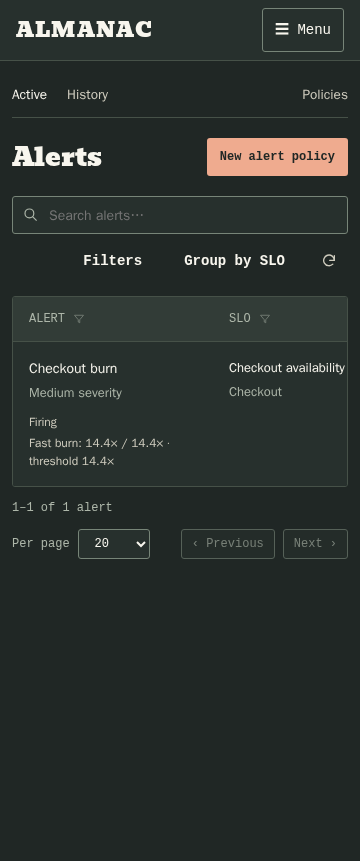 ALMANAC
☰ Menu
Active History Policies
Alerts
New alert policy
Search alerts…
Filters Group by SLO
ALERT SLO
Checkout burn Checkout availability
Medium severity Checkout
Firing
Fast burn: 14.4× / 14.4× ·
threshold 14.4×
1–1 of 1 alert
Per page 20 ‹ Previous Next ›